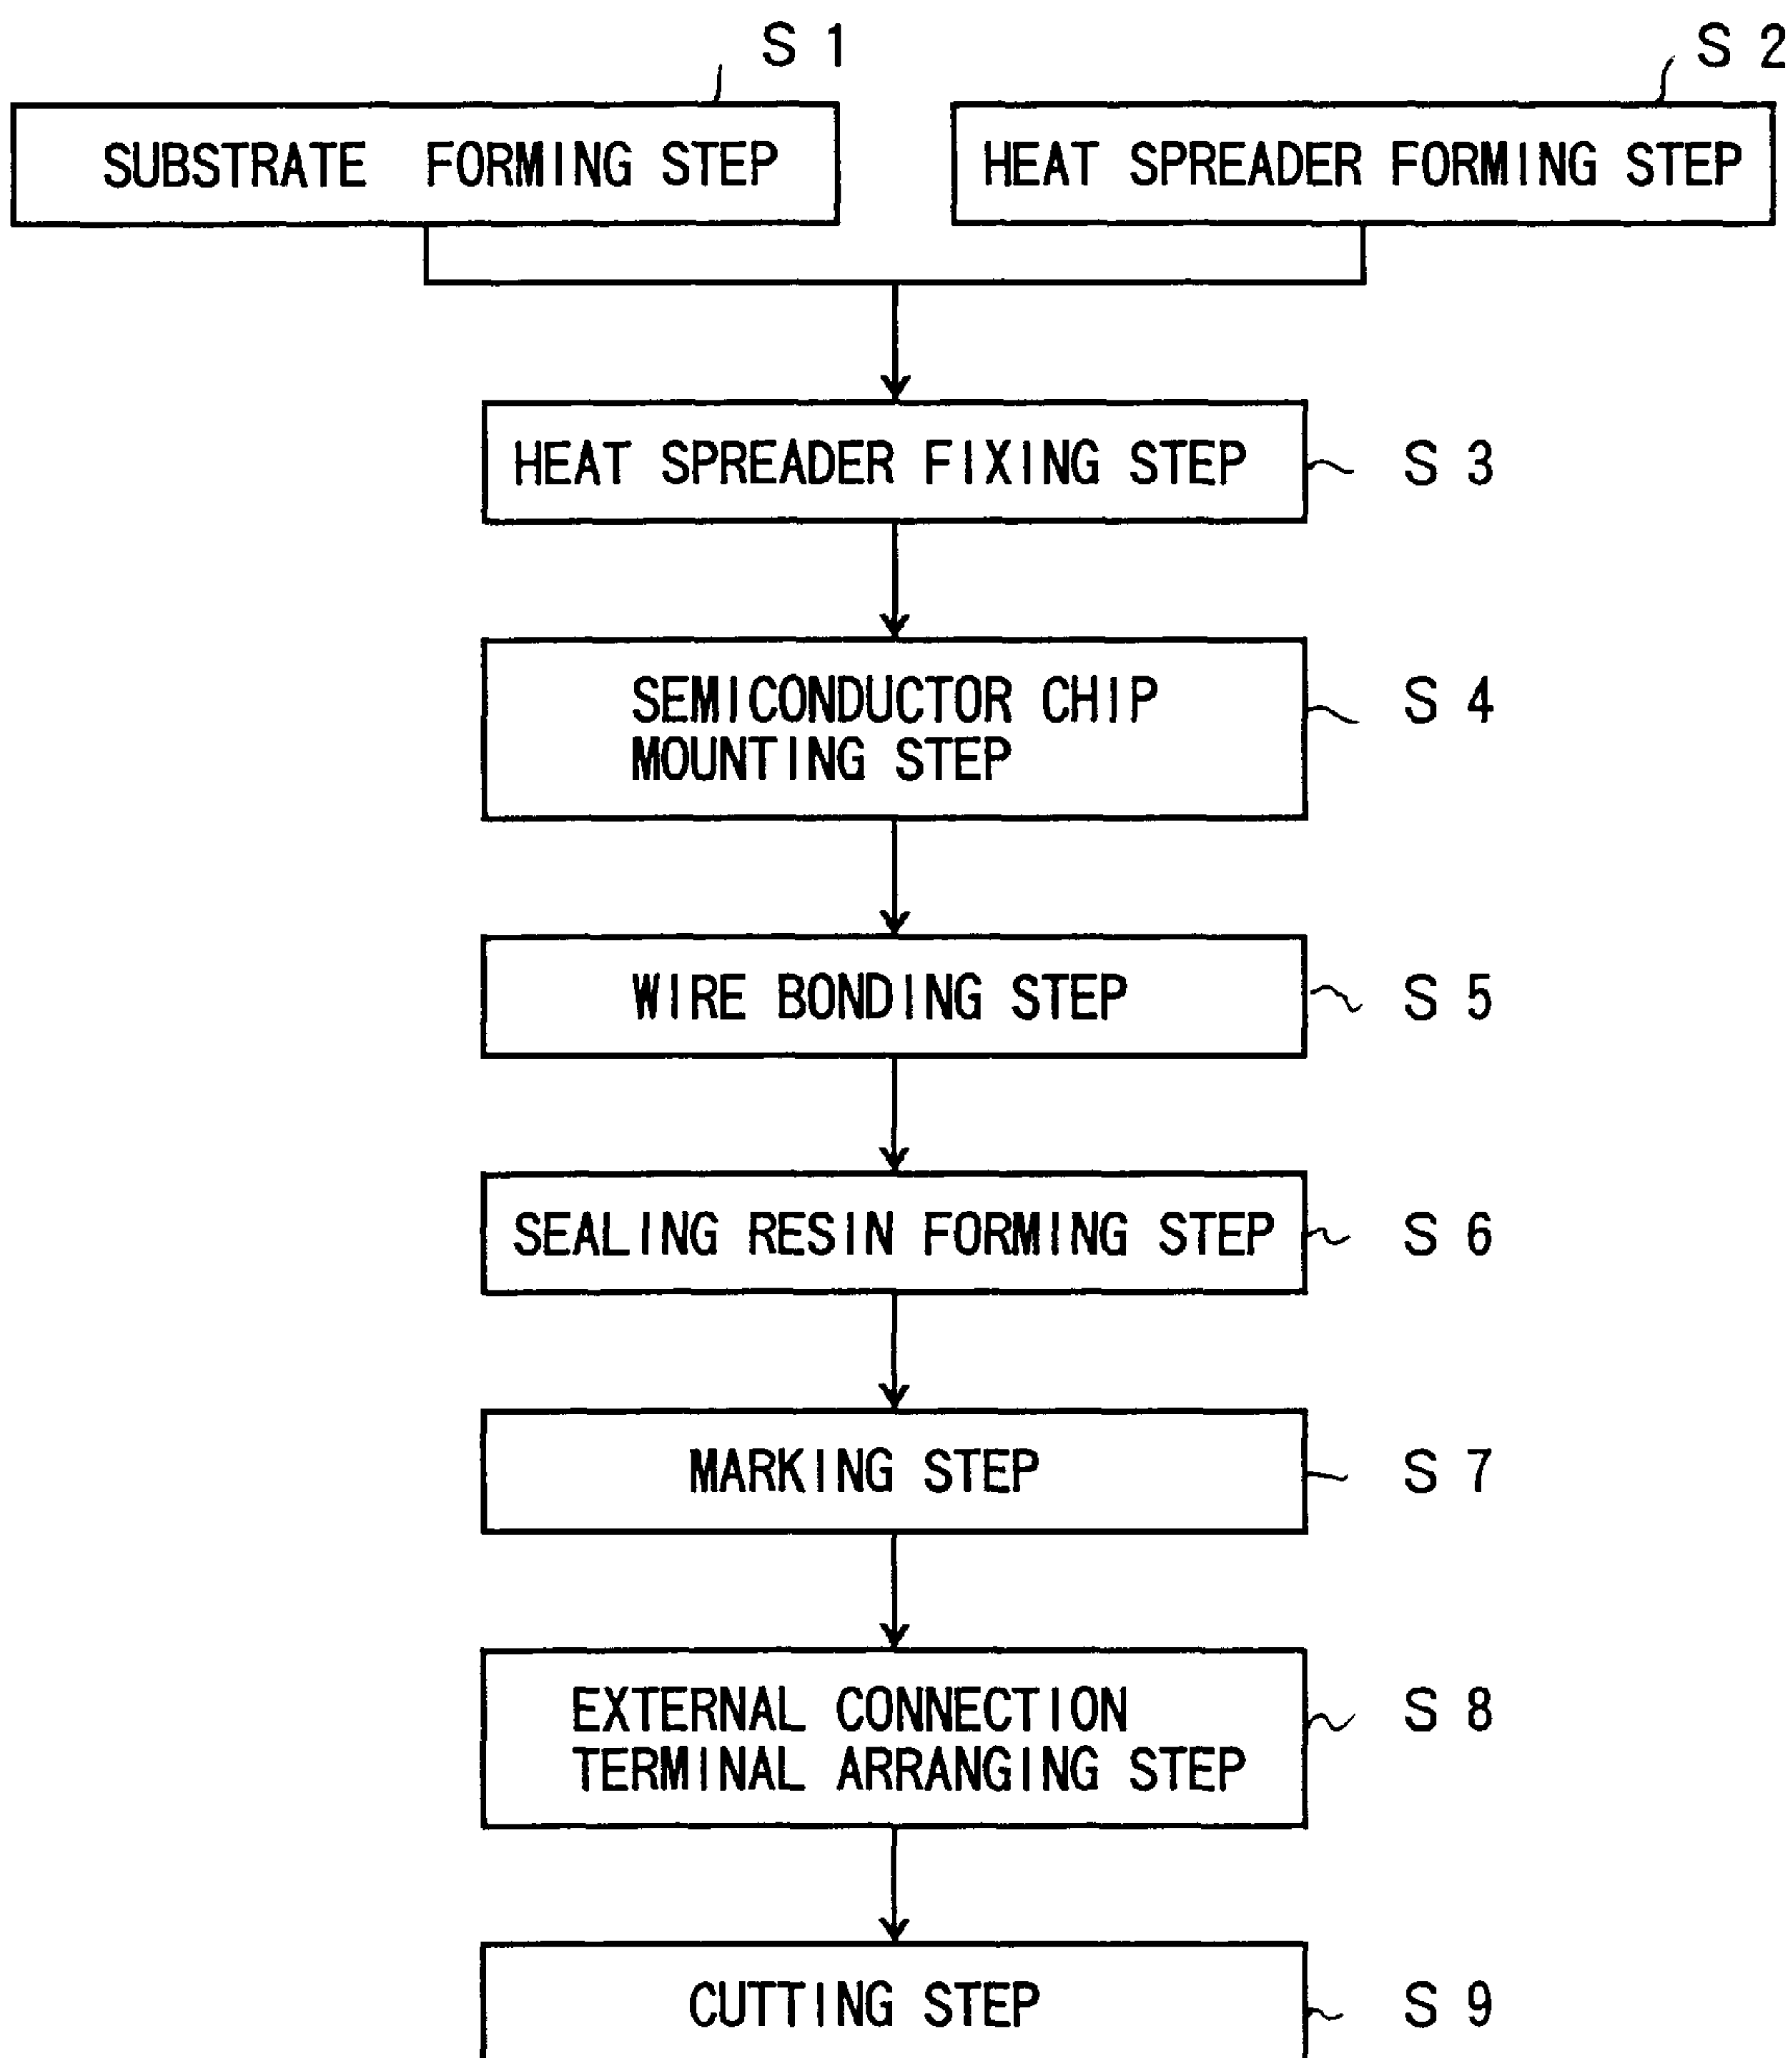 S 1
S 2
SUBSTRATE FORMING STEP
HEAT SPREADER FORMING STEP
HEAT SPREADER FIXING STEP
S 3
SEMICONDUCTOR CHIP
MOUNTING STEP
S 4
WIRE BONDING STEP
S 5
SEALING RESIN FORMING STEP
S 6
MARKING STEP
S 7
EXTERNAL CONNECTION
TERMINAL ARRANGING STEP
S 8
CUTTING STEP
S 9